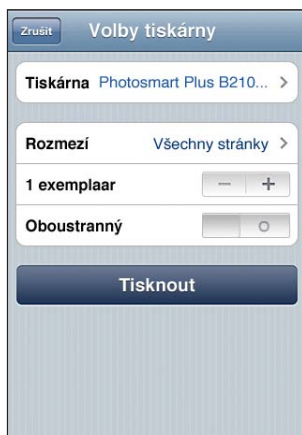 Zrušit
Volby tiskárny
Tiskárna Photosmart Plus B210...
Rozmezí Všechny stránky
1 exemplaar
Oboustranný
Tisknout